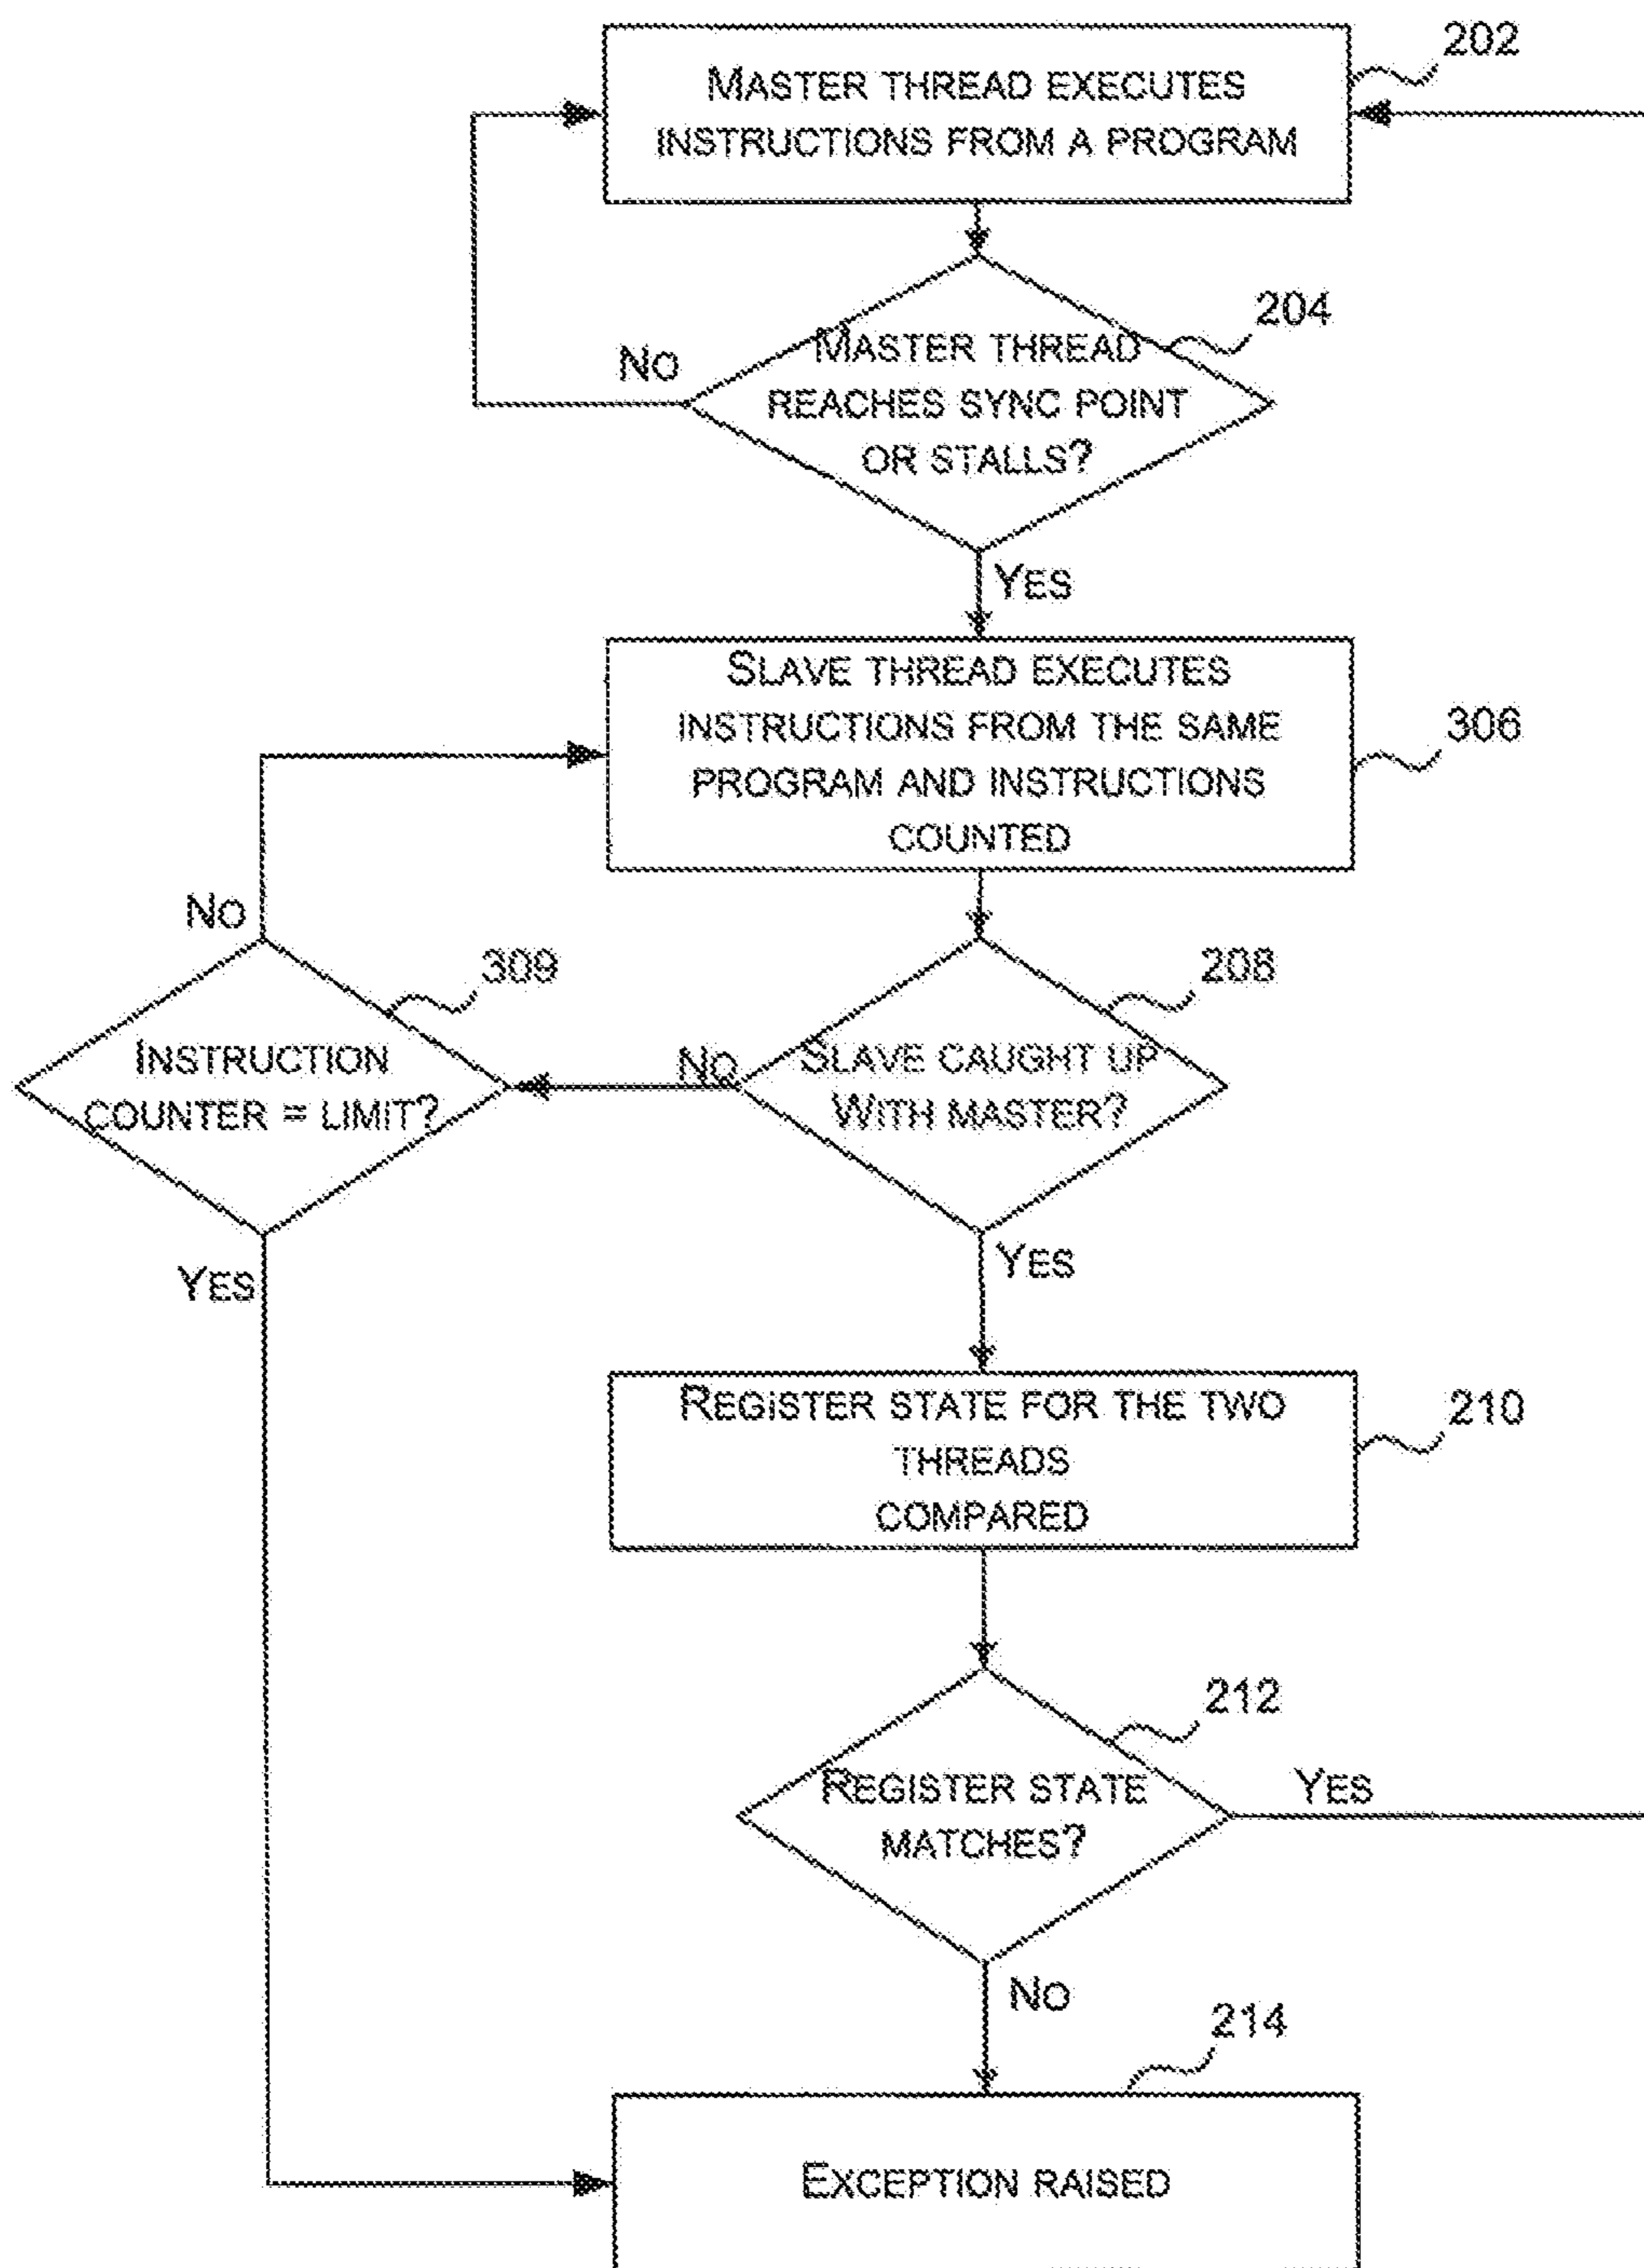 202
MASTER THREAD EXECUTES
INSTRUCTIONS FROM A PROGRAM
204
MASTER THREAD
REACHES SYNC POINT
OR STALLS?
NO
YES
SLAVE THREAD EXECUTES
INSTRUCTIONS FROM THE SAME
PROGRAM AND INSTRUCTIONS
COUNTED
306
NO
309
208
INSTRUCTION
COUNTER = LIMIT?
NO
SLAVE CAUGHT UP
WITH MASTER?
YES
YES
REGISTER STATE FOR THE TWO
THREADS
COMPARED
210
212
REGISTER STATE
MATCHES?
YES
NO
214
EXCEPTION RAISED